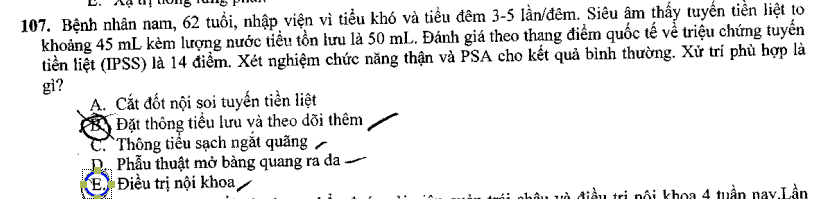 107. Bệnh nhân nam, 62 tuổi, nhập viện vì tiểu khó và tiểu đêm 3-5 lần/đêm. Siêu âm thấy tuyến tiền liệt to
khoảng 45 mL kèm lượng nước tiểu tồn lưu là 50 mL. Đánh giá theo thang điểm quốc tế về triệu chứng tuyến
tiền liệt (IPSS) là 14 điểm. Xét nghiệm chức năng thận và PSA cho kết quả bình thường. Xử trí phù hợp là
gì?
A. Cắt đốt nội soi tuyến tiền liệt
B. Đặt thông tiểu lưu và theo dõi thêm
C. Thông tiểu sạch ngắt quãng
D. Phẫu thuật mở bàng quang ra da
E. Điều trị nội khoa
điều trị nội khoa 4 tuần nay.Lần